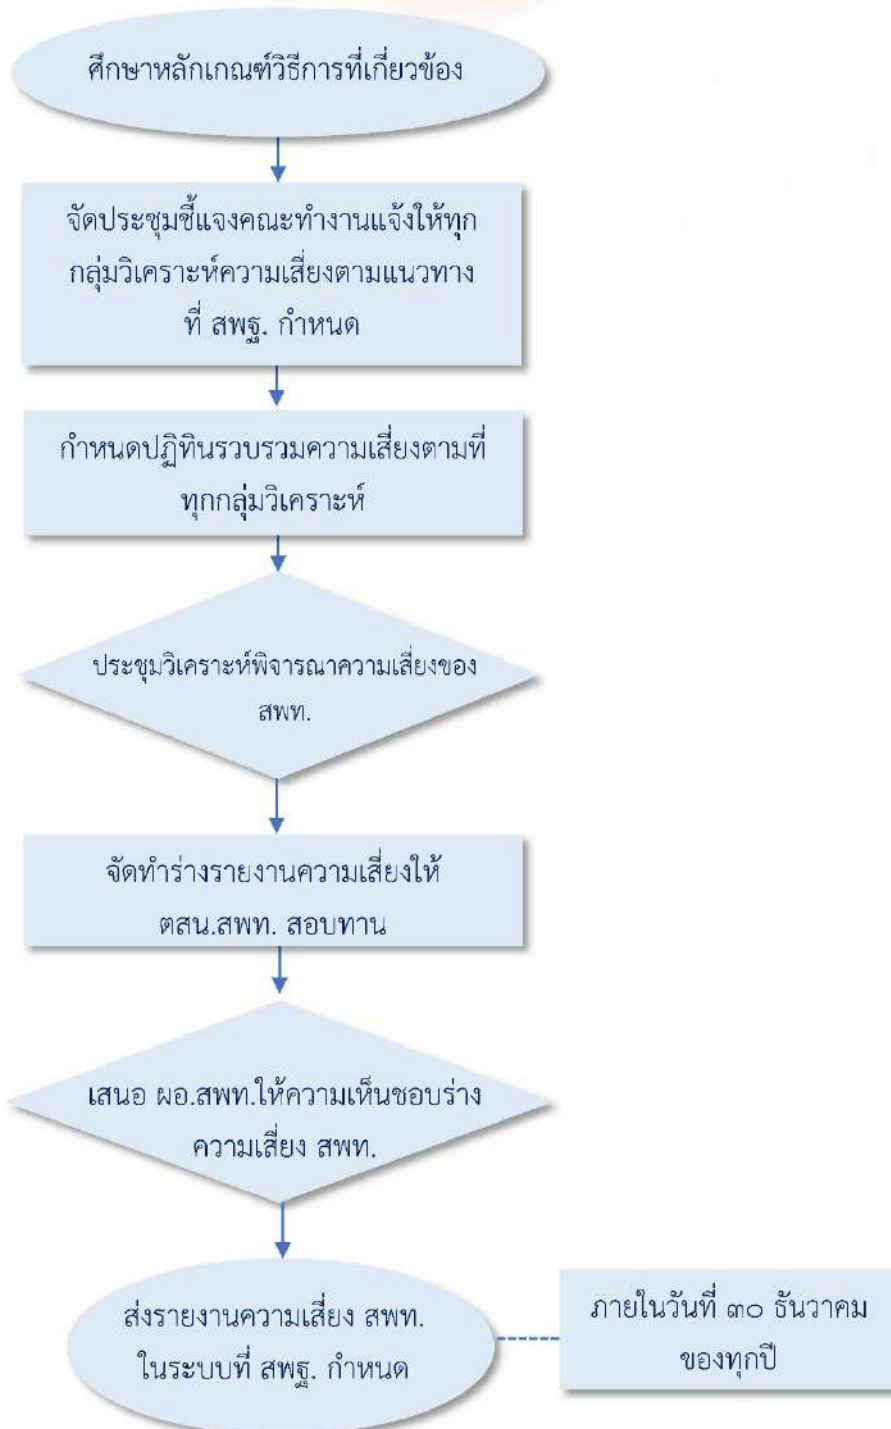 ศึกษาหลักเกณฑ์วิธีการที่เกี่ยวข้อง
จัดประชุมชี้แจงคณะทำงานแจ้งให้ทุก
กลุ่มวิเคราะห์ความเสี่ยงตามแนวทาง
ที่ สพฐ. กำหนด
กำหนดปฏิทินรวบรวมความเสี่ยงตามที่
ทุกกลุ่มวิเคราะห์
ประชุมวิเคราะห์พิจารณาความเสี่ยงของ
สพท.
จัดทำร่างรายงานความเสี่ยงให้
ตสน.สพท. สอบทาน
เสนอ ผอ.สพท.ให้ความเห็นชอบร่าง
ความเสี่ยง สพท.
ส่งรายงานความเสี่ยง สพท.
ในระบบที่ สพฐ. กำหนด
ภายในวันที่ ๓๐ ธันวาคม
ของทุกปี